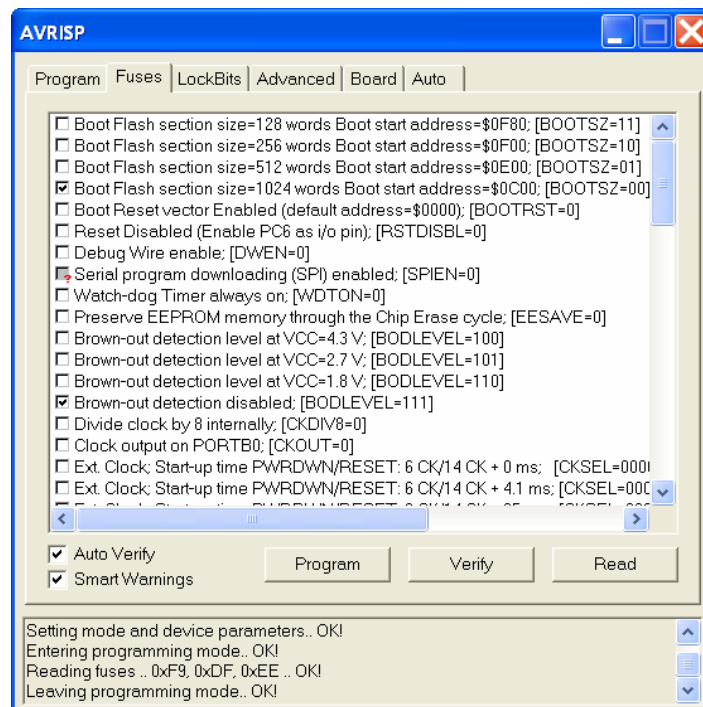 AVRISP
Program Fuses LockBits Advanced Board Auto
Boot Flash section size=128 words Boot start address=$0F80; [BOOTSZ=11]
Boot Flash section size=256 words Boot start address=$0F00; [BOOTSZ=10]
Boot Flash section size=512 words Boot start address=$0E00; [BOOTSZ=01]
Boot Flash section size=1024 words Boot start address=$0C00; [BOOTSZ=00]
Boot Reset vector Enabled (default address=$0000); [BOOTRST=0]
Reset Disabled (Enable PC6 as i/o pin); [RSTDISBL=0]
Debug Wire enable; [DWEN=0]
Serial program downloading (SPI) enabled; [SPIEN=0]
Watch-dog Timer always on; [WDTON=0]
Preserve EEPROM memory through the Chip Erase cycle; [EESAVE=0]
Brown-out detection level at VCC=4.3 V; [BODLEVEL=100]
Brown-out detection level at VCC=2.7 V; [BODLEVEL=101]
Brown-out detection level at VCC=1.8 V; [BODLEVEL=110]
Brown-out detection disabled; [BODLEVEL=111]
Divide clock by 8 internally; [CKDIV8=0]
Clock output on PORTB0; [CKOUT=0]
Ext. Clock; Start-up time PWRDWN/RESET: 6 CK/14 CK + 0 ms; [CKSEL=000
Ext. Clock; Start-up time PWRDWN/RESET: 6 CK/14 CK + 4.1 ms; [CKSEL=000
Auto Verify
Smart Warnings
Program Verify Read
Setting mode and device parameters.. OK!
Entering programming mode.. OK!
Reading fuses .. 0xF9, 0xDF, 0xEE .. OK!
Leaving programming mode.. OK!